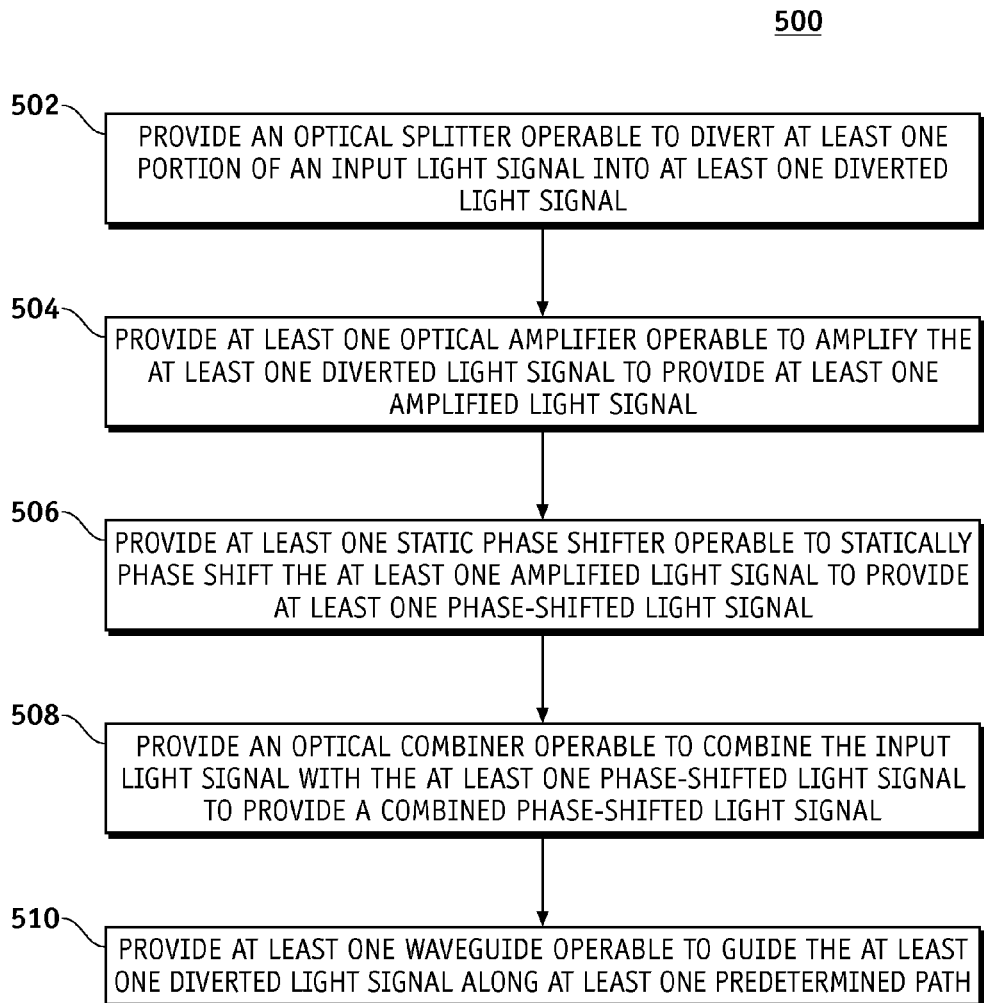 500
502
PROVIDE AN OPTICAL SPLITTER OPERABLE TO DIVERT AT LEAST ONE
PORTION OF AN INPUT LIGHT SIGNAL INTO AT LEAST ONE DIVERTED
LIGHT SIGNAL
504
PROVIDE AT LEAST ONE OPTICAL AMPLIFIER OPERABLE TO AMPLIFY THE
AT LEAST ONE DIVERTED LIGHT SIGNAL TO PROVIDE AT LEAST ONE
AMPLIFIED LIGHT SIGNAL
506
PROVIDE AT LEAST ONE STATIC PHASE SHIFTER OPERABLE TO STATICALLY
PHASE SHIFT THE AT LEAST ONE AMPLIFIED LIGHT SIGNAL TO PROVIDE
AT LEAST ONE PHASE-SHIFTED LIGHT SIGNAL
508
PROVIDE AN OPTICAL COMBINER OPERABLE TO COMBINE THE INPUT
LIGHT SIGNAL WITH THE AT LEAST ONE PHASE-SHIFTED LIGHT SIGNAL
TO PROVIDE A COMBINED PHASE-SHIFTED LIGHT SIGNAL
510
PROVIDE AT LEAST ONE WAVEGUIDE OPERABLE TO GUIDE THE AT LEAST
ONE DIVERTED LIGHT SIGNAL ALONG AT LEAST ONE PREDETERMINED PATH